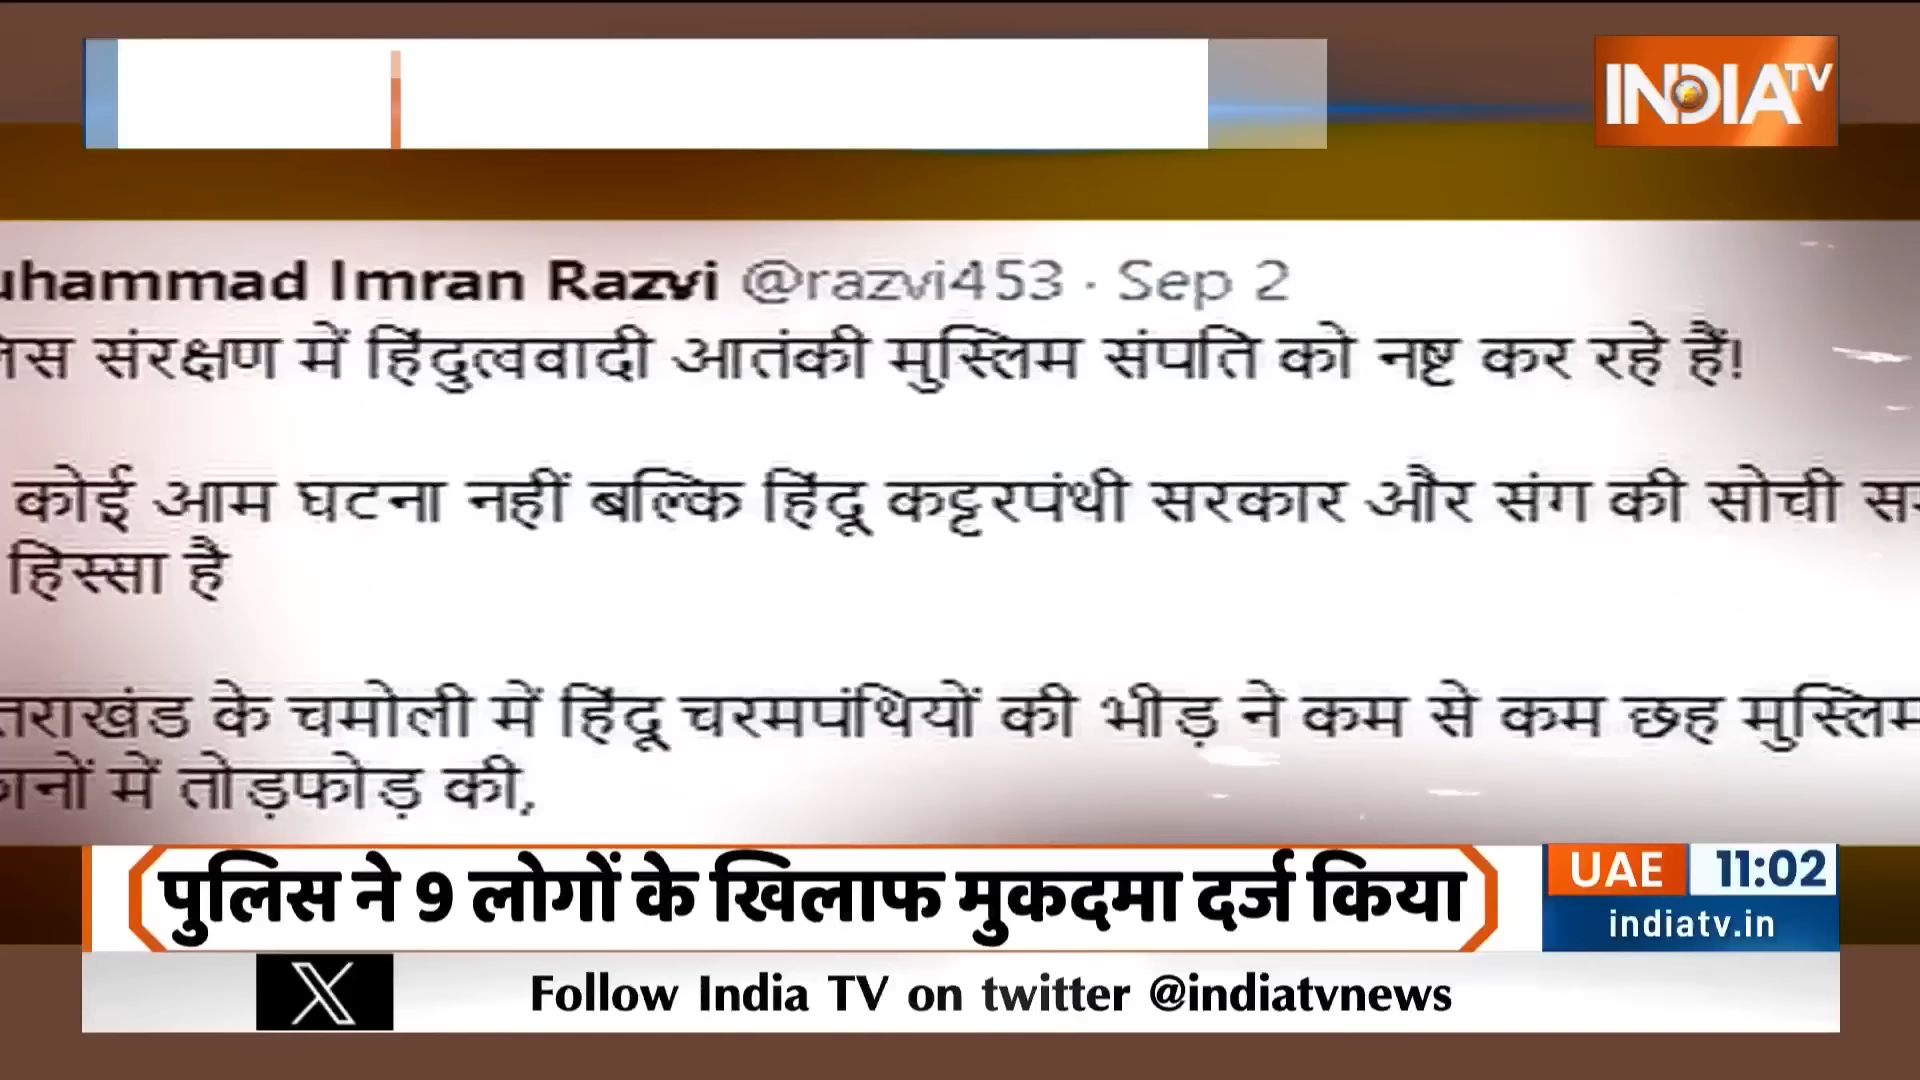 INDIA TV
Imran Razvi @razvi453 · Sep 2
संरक्षण में हिंदुत्ववादी आतंकी मुस्लिम संपति को नष्ट कर रहे हैं!
कोई आम घटना नहीं बल्कि हिंदू कट्टरपंथी सरकार और संग की सोची
हिस्सा है
के चमोली में हिंदू चरमपंथियों की भीड़ ने कम से कम छह मुस्लिम
में तोड़फोड़ की,
पुलिस ने 9 लोगों के खिलाफ मुकदमा दर्ज किया
UAE 11:02
indiatv.in
X Follow India TV on twitter @indiatvnews